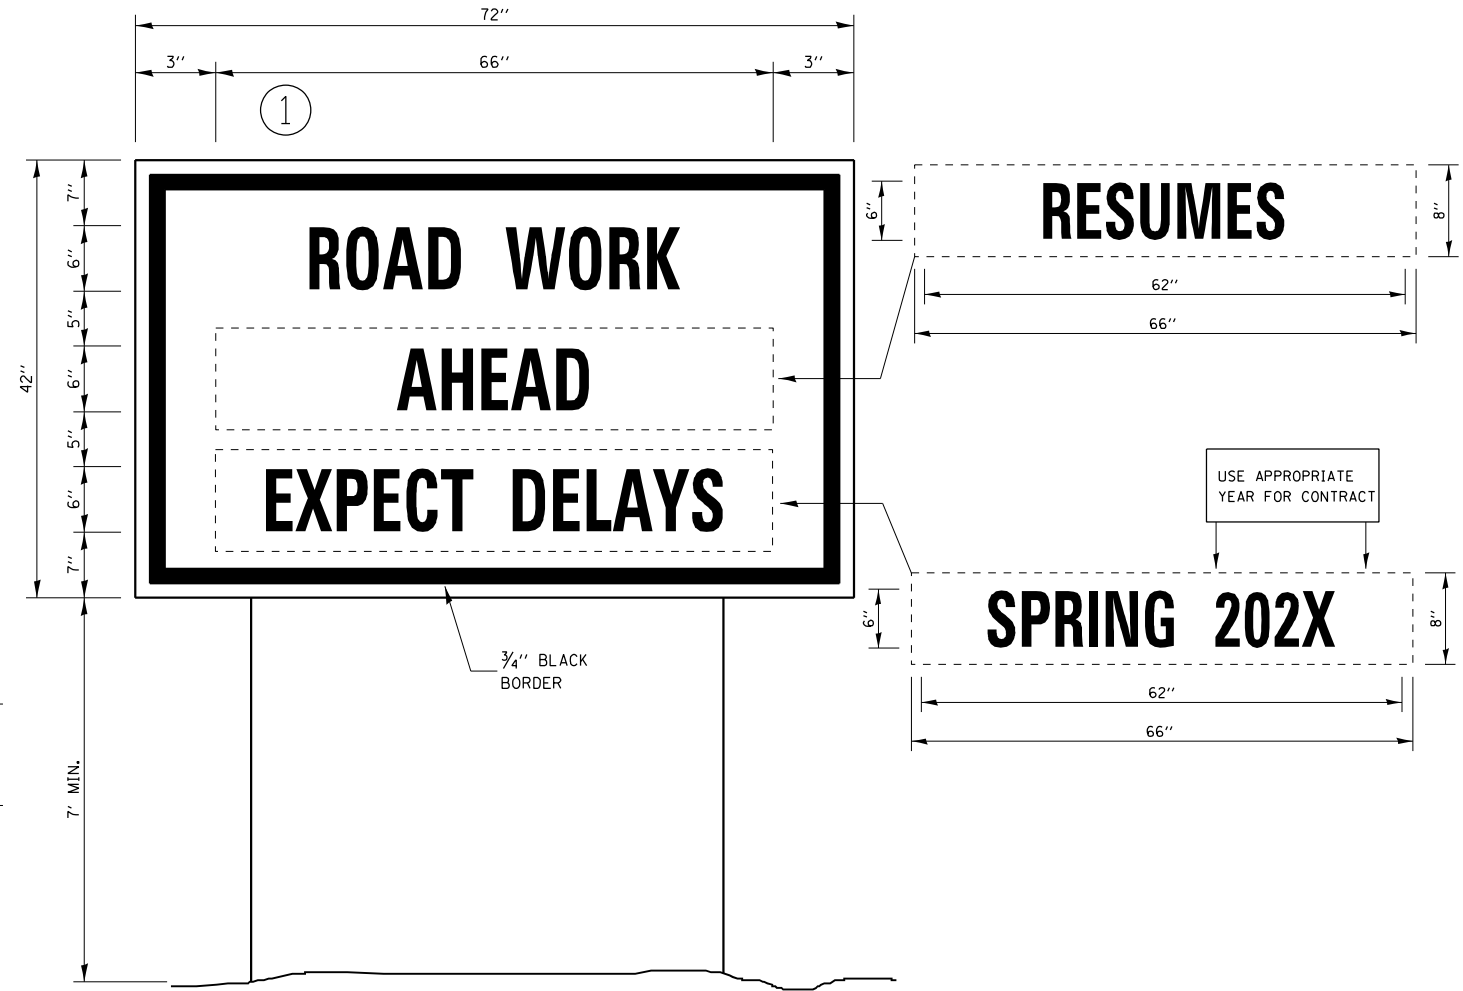 72''
3'' 66'' 3''
1
7''
6''
5''
6''
5''
6''
7''
42''
7' MIN.
ROAD WORK
AHEAD
EXPECT DELAYS
3/4'' BLACK
BORDER
6''
RESUMES
8''
62''
66''
USE APPROPRIATE
YEAR FOR CONTRACT
6''
SPRING 202X
8''
62''
66''